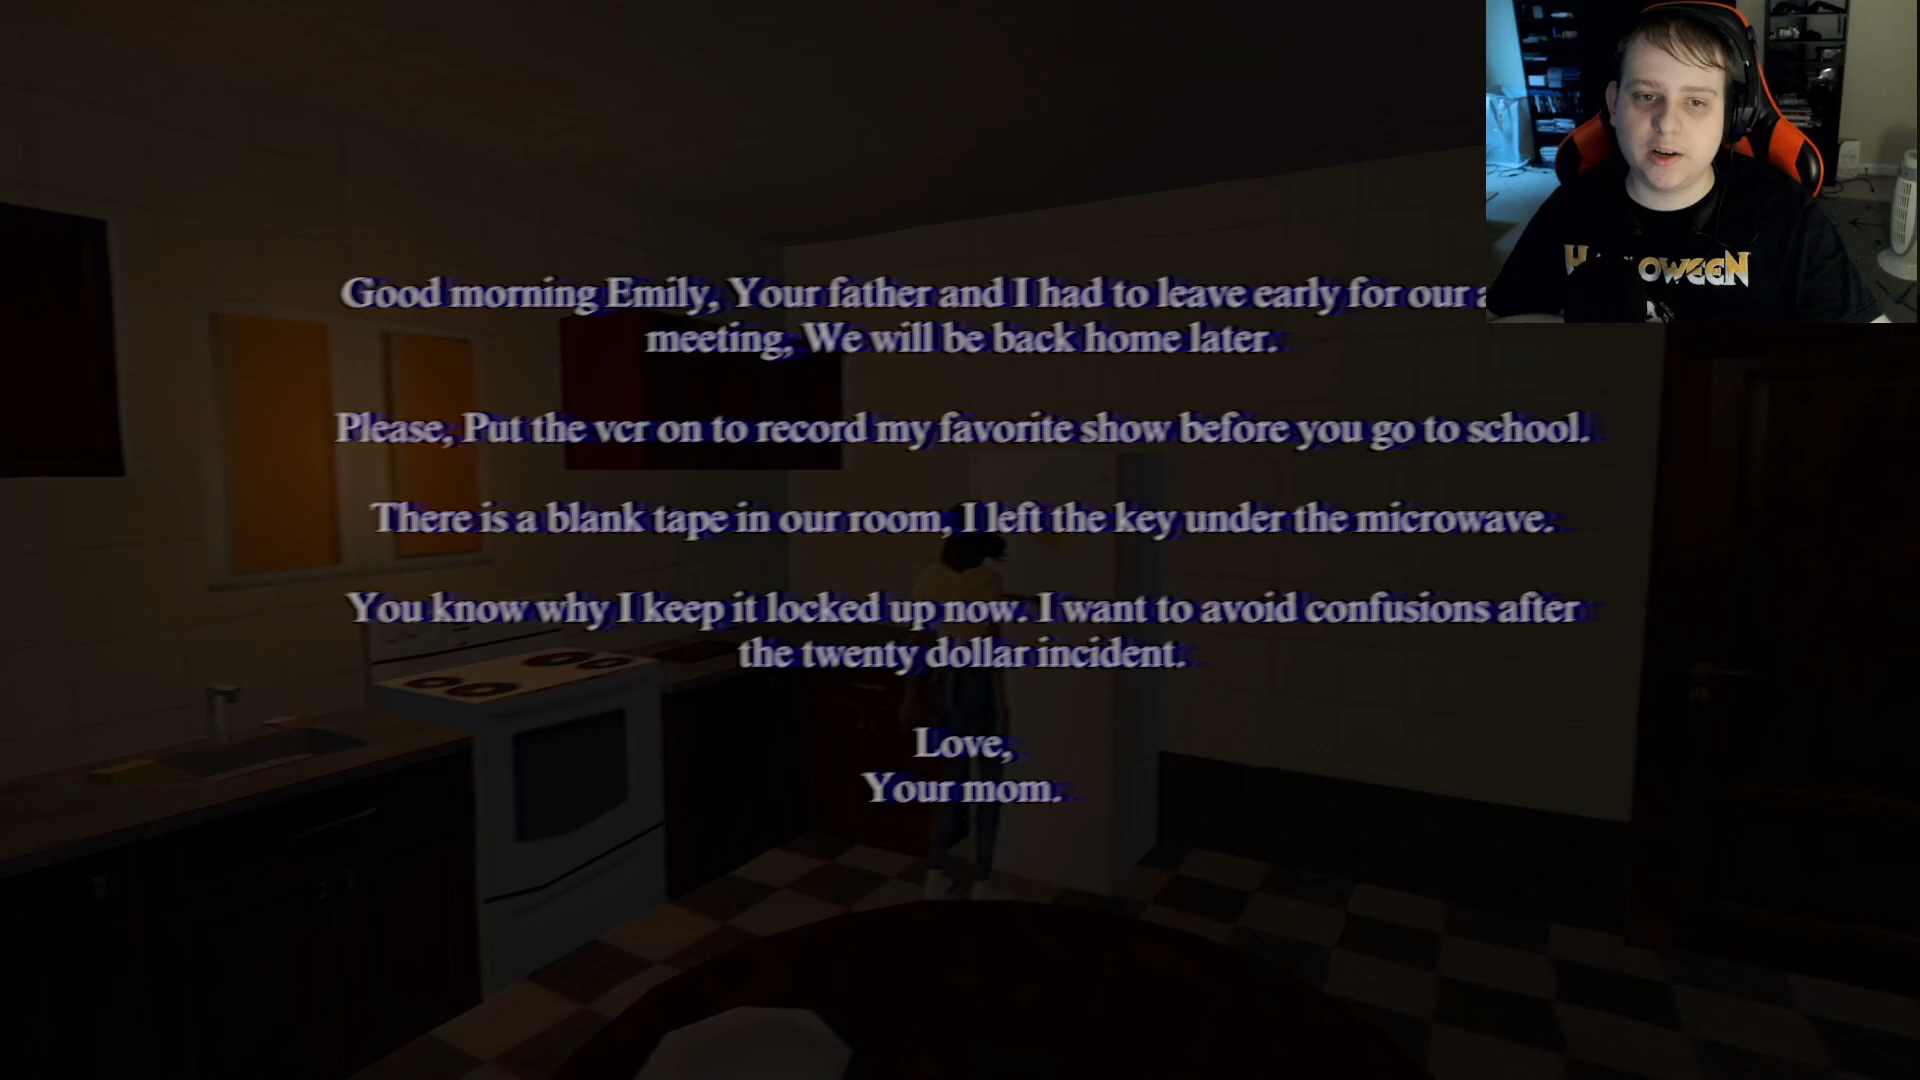 Good morning Emily, Your father and I had to leave early for our
meeting, We will be back home later.
Please, Put the vcr on to record my favorite show before you go to school.
There is a blank tape in our room, I left the key under the microwave.
You know why I keep it locked up now. I want to avoid confusions after
the twenty dollar incident.
Love,
Your mom.